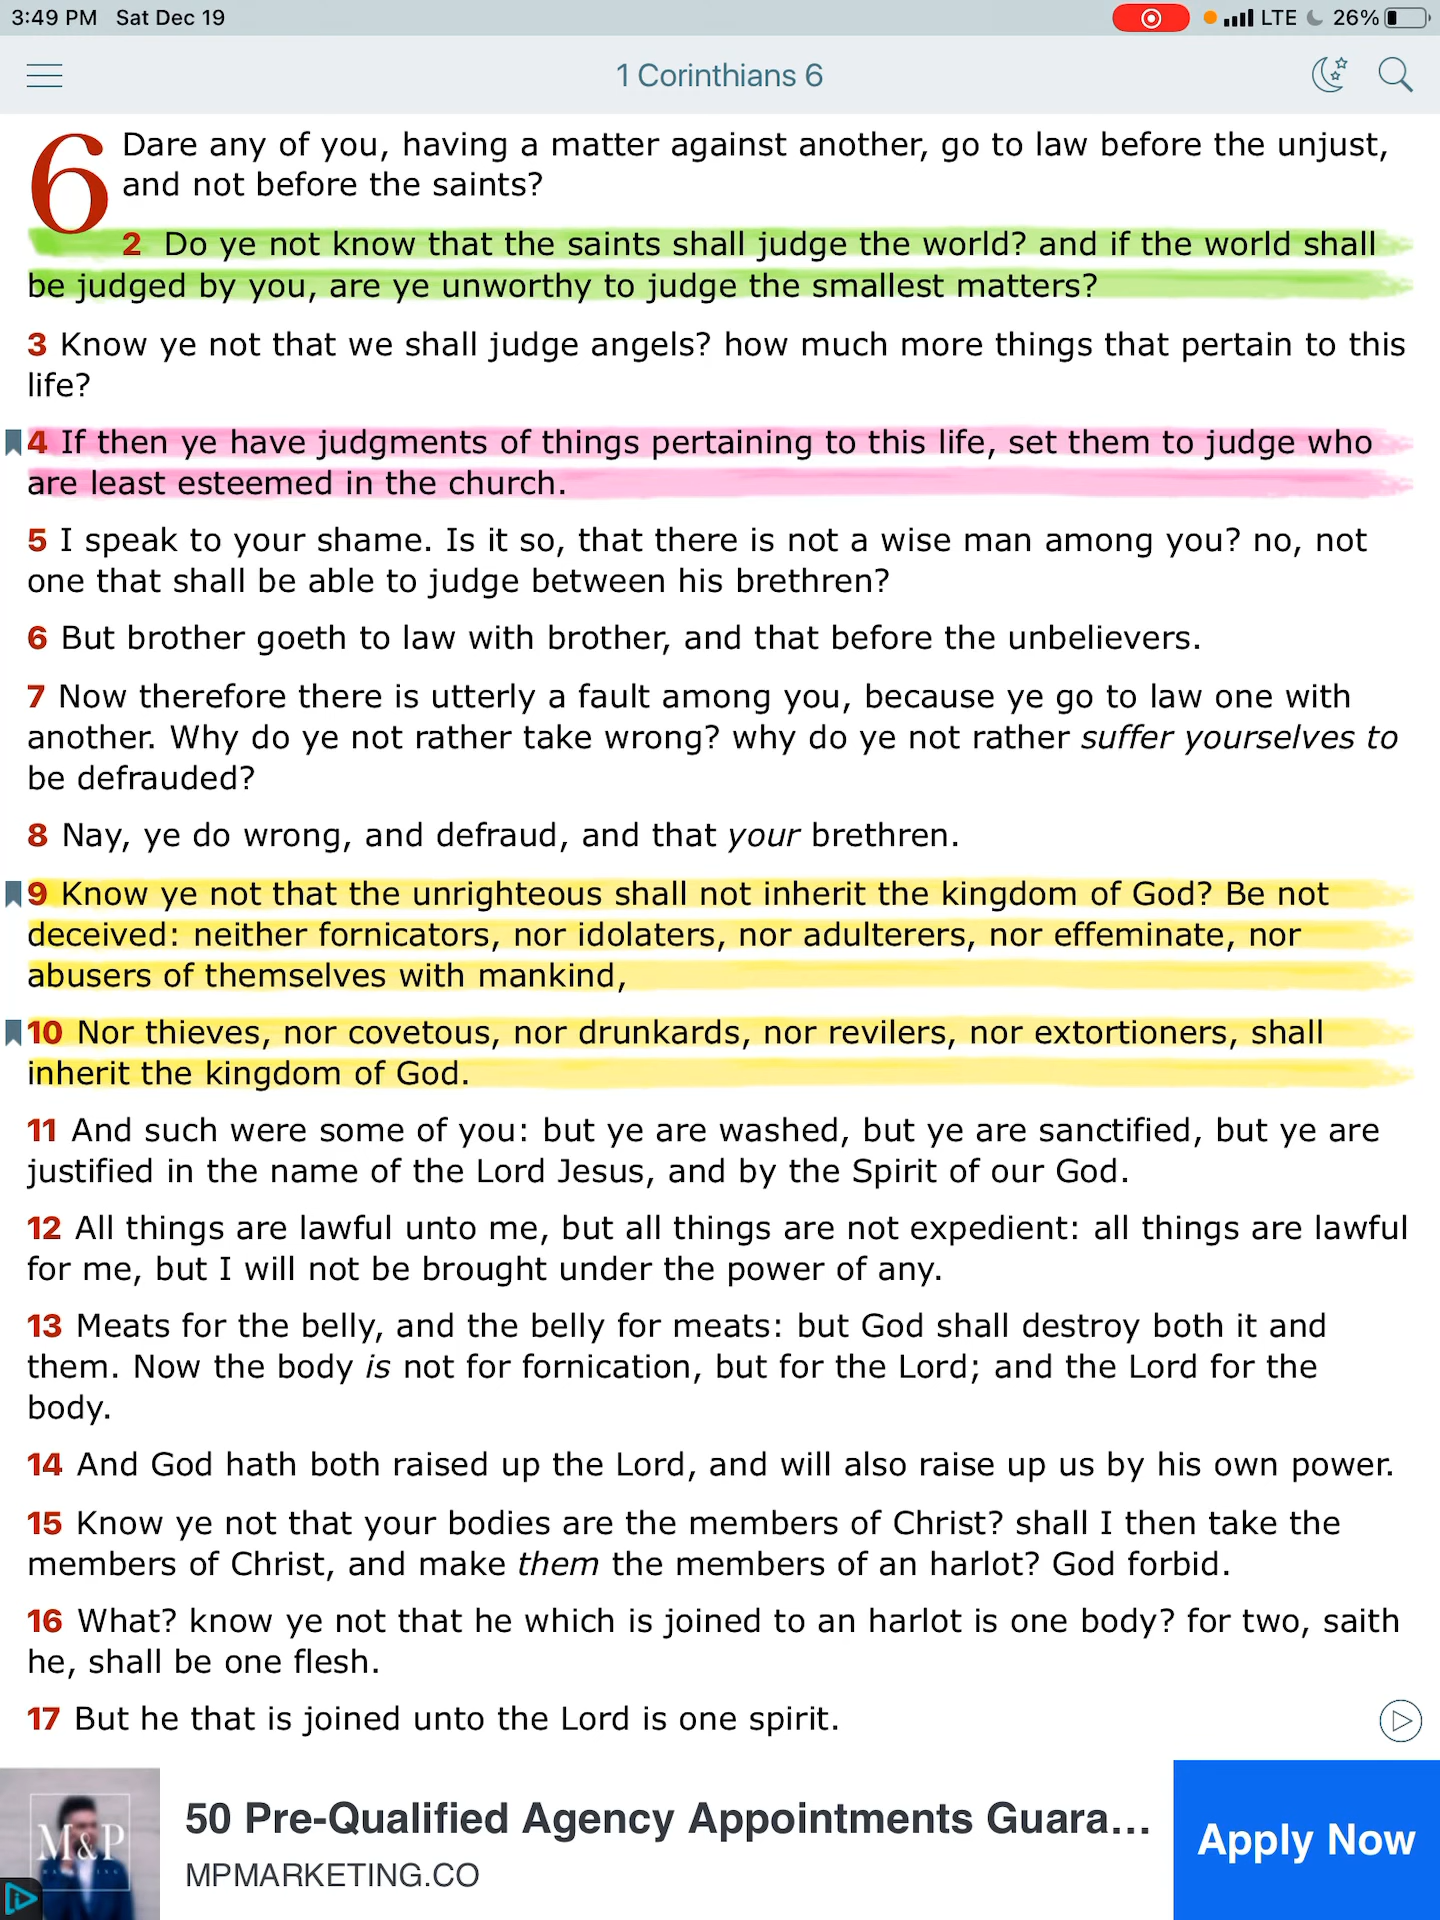 3:49 PM Sat Dec 19 LTE 26%
1 Corinthians 6
6 Dare any of you, having a matter against another, go to law before the unjust,
and not before the saints?
2 Do ye not know that the saints shall judge the world? and if the world shall
be judged by you, are ye unworthy to judge the smallest matters?
3 Know ye not that we shall judge angels? how much more things that pertain to this
life?
4 If then ye have judgments of things pertaining to this life, set them to judge who
are least esteemed in the church.
5 I speak to your shame. Is it so, that there is not a wise man among you? no, not
one that shall be able to judge between his brethren?
6 But brother goeth to law with brother, and that before the unbelievers.
7 Now therefore there is utterly a fault among you, because ye go to law one with
another. Why do ye not rather take wrong? why do ye not rather suffer yourselves to
be defrauded?
8 Nay, ye do wrong, and defraud, and that your brethren.
9 Know ye not that the unrighteous shall not inherit the kingdom of God? Be not
deceived: neither fornicators, nor idolaters, nor adulterers, nor effeminate, nor
abusers of themselves with mankind,
10 Nor thieves, nor covetous, nor drunkards, nor revilers, nor extortioners, shall
inherit the kingdom of God.
11 And such were some of you: but ye are washed, but ye are sanctified, but ye are
justified in the name of the Lord Jesus, and by the Spirit of our God.
12 All things are lawful unto me, but all things are not expedient: all things are lawful
for me, but I will not be brought under the power of any.
13 Meats for the belly, and the belly for meats: but God shall destroy both it and
them. Now the body is not for fornication, but for the Lord; and the Lord for the
body.
14 And God hath both raised up the Lord, and will also raise up us by his own power.
15 Know ye not that your bodies are the members of Christ? shall I then take the
members of Christ, and make them the members of an harlot? God forbid.
16 What? know ye not that he which is joined to an harlot is one body? for two, saith
he, shall be one flesh.
17 But he that is joined unto the Lord is one spirit.
M&P
50 Pre-Qualified Agency Appointments Guara...
MPMARKETING.CO
Apply Now